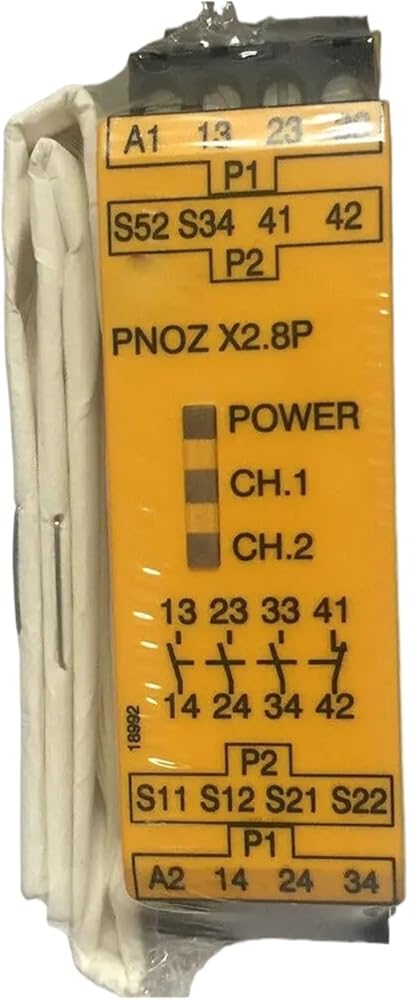 A1 13 23 33
P1
S52 S34 41 42
P2
PNOZ X2.8P
POWER
CH.1
CH.2
13 23 33 41
14 24 34 42
18992
P2
S11 S12 S21 S22
P1
A2 14 24 34